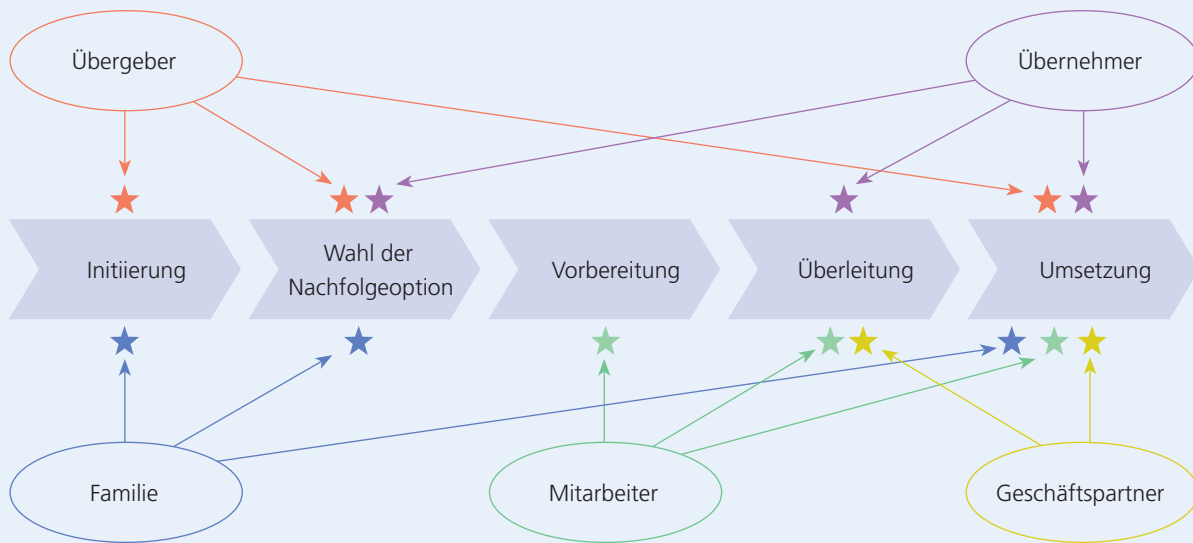 Übergeber
Übernehmer
Initiierung
Wahl der
Nachfolgeoption
Vorbereitung
Überleitung
Umsetzung
Familie
Mitarbeiter
Geschäftspartner